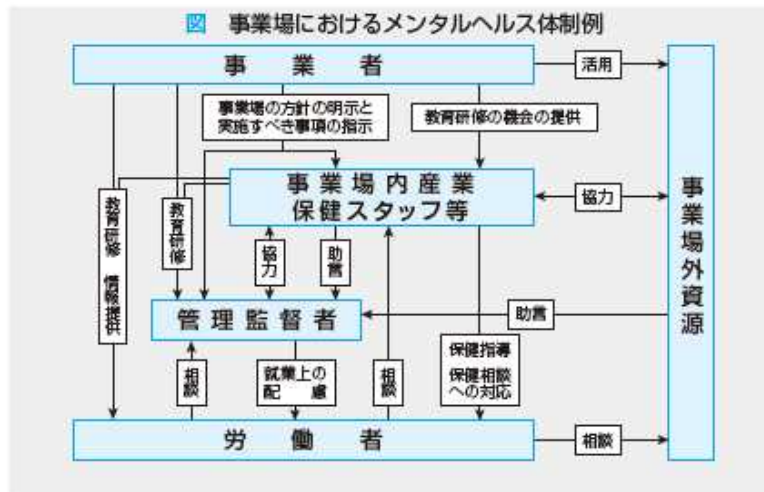 図 事業場におけるメンタルヘルス体制例
事業者
活用
事業場の方針の明示と
実施すべき事項の指示
教育研修の機会の提供
事業場内産業
保健スタッフ等
協力
事業場外資源
教育研修 情報提供
教育研修
協力
助言
管理監督者
助言
相談
就業上の
配慮
相談
保健指導
保健相談
への対応
労働者
相談